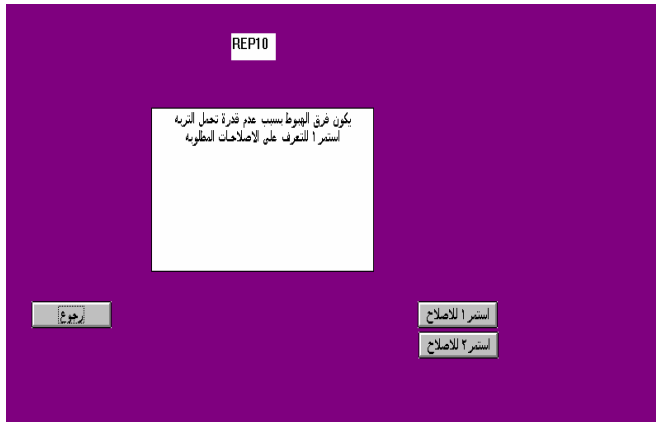 REP10
يكون فرق الهبوط بسبب عدم قدرة تحمل التربه
استمر ١ للتعرف علي الاصلاحات المطلوبه
استمر ١ للاصلاح
رجوع
استمر ٢ للاصلاح